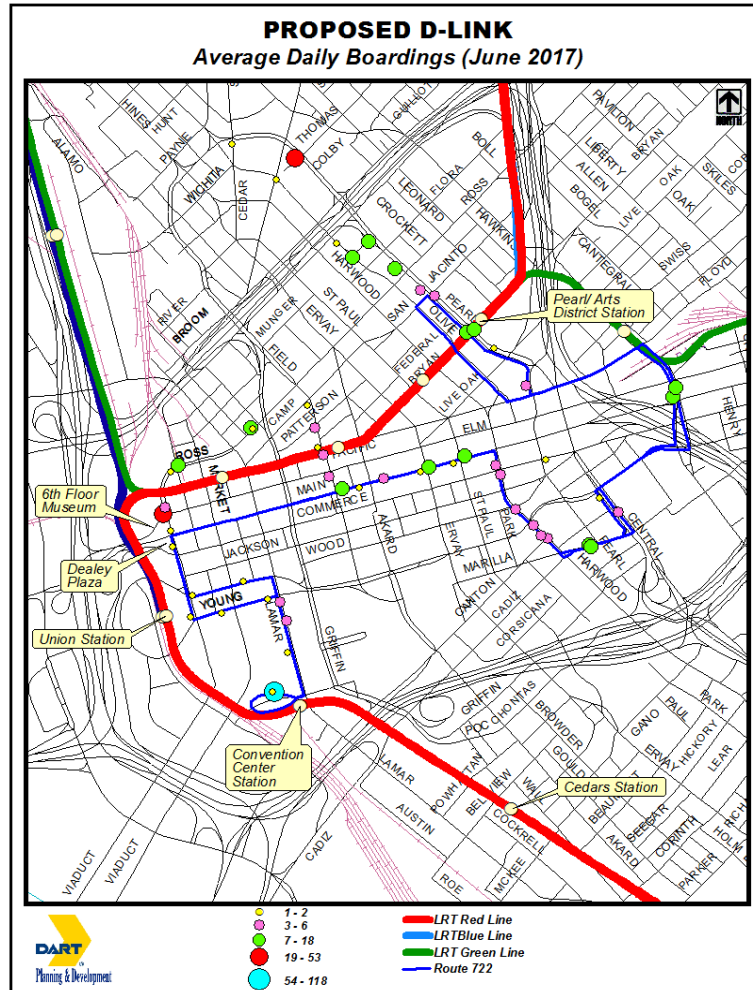 PROPOSED D-LINK
Average Daily Boardings (June 2017)
NORTH
HINES
HUNT
PAYNE
ALAMO
WICHITA
CEDAR
THOMAS
COLBY
GUILLOT
BOLL
FLORA
LEONARD
ROSS
CROCKETT
HAWKINS
PAVILION
BRYAN
LIBERTY
ALLEN
BOGEL
OAK
LIVE
OAK
SKILES
CO
SWISS
FLOYD
CANTEGRAL
HARWOOD
JACINTO
SAN
PEARL
OLIVE
Pearl/ Arts
District Station
RIVER
BROOM
MUNGER
ST PAUL
ERVAY
FIELD
FEDERAL
BRYAN
LIVE OAK
CAMP
PATTERSON
ELM
HENRY
ROSS
PACIFIC
MARKET
MAIN
COMMERCE
6th Floor
Museum
JACKSON
WOOD
AKARD
ERVAY
ST PAUL
PARK
MARILLA
CENTRAL
PEARL
HARWOOD
Dealey
Plaza
YOUNG
LAMAR
CANTON
CADIZ
CORSICANA
Union Station
GRIFFIN
GRIFFIN
POCAHONTAS
BROWDER
GOULD
GANO
PAUL
PARK
HICKORY
ERVAY
LEAR
Convention
Center
Station
LAMAR
POWHATTAN
BELLVIEW
WALL
COCKRELL
Cedars Station
SEEGAR
AKARD
CORINTH
RICH
HOLM
PARKER
AUSTIN
CADIZ
VIADUCT
VIADUCT
ROE
MCKEE
1 - 2
3 - 6
7 - 18
19 - 53
54 - 118
LRT Red Line
LRTBlue Line
LRT Green Line
Route 722
DART
Planning & Development